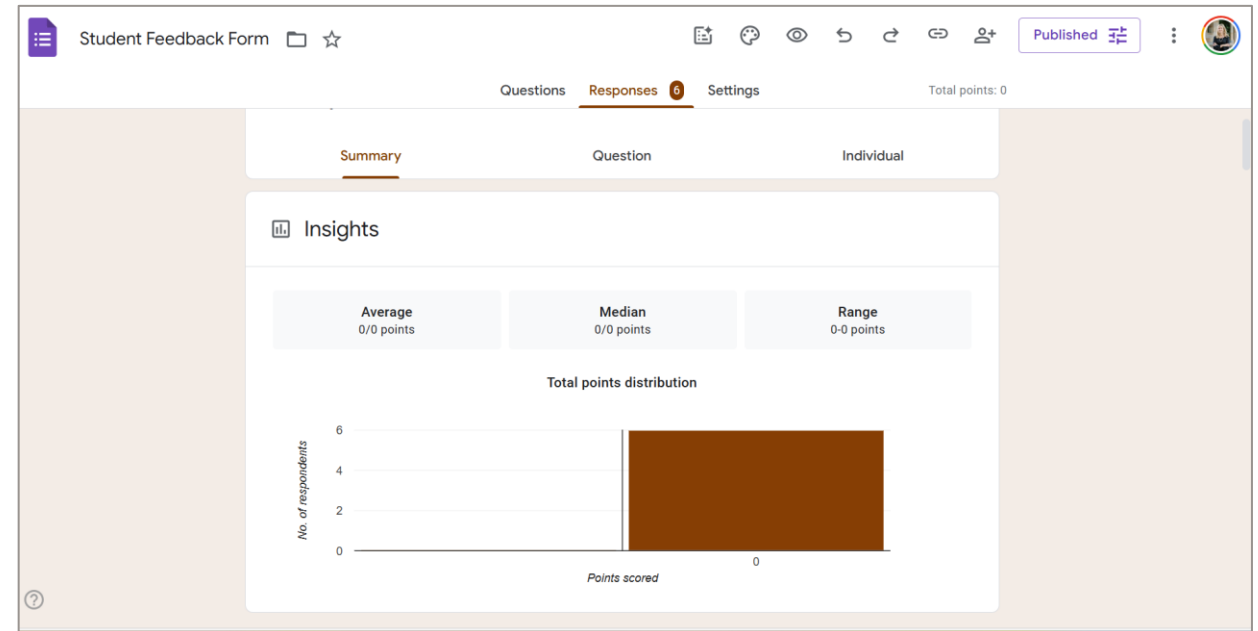 Student Feedback Form
Published
Questions Responses 6 Settings Total points: 0
Summary Question Individual
Insights
Average Median Range
0/0 points 0/0 points 0-0 points
Total points distribution
No. of respondents
6
4
2
0
0
Points scored